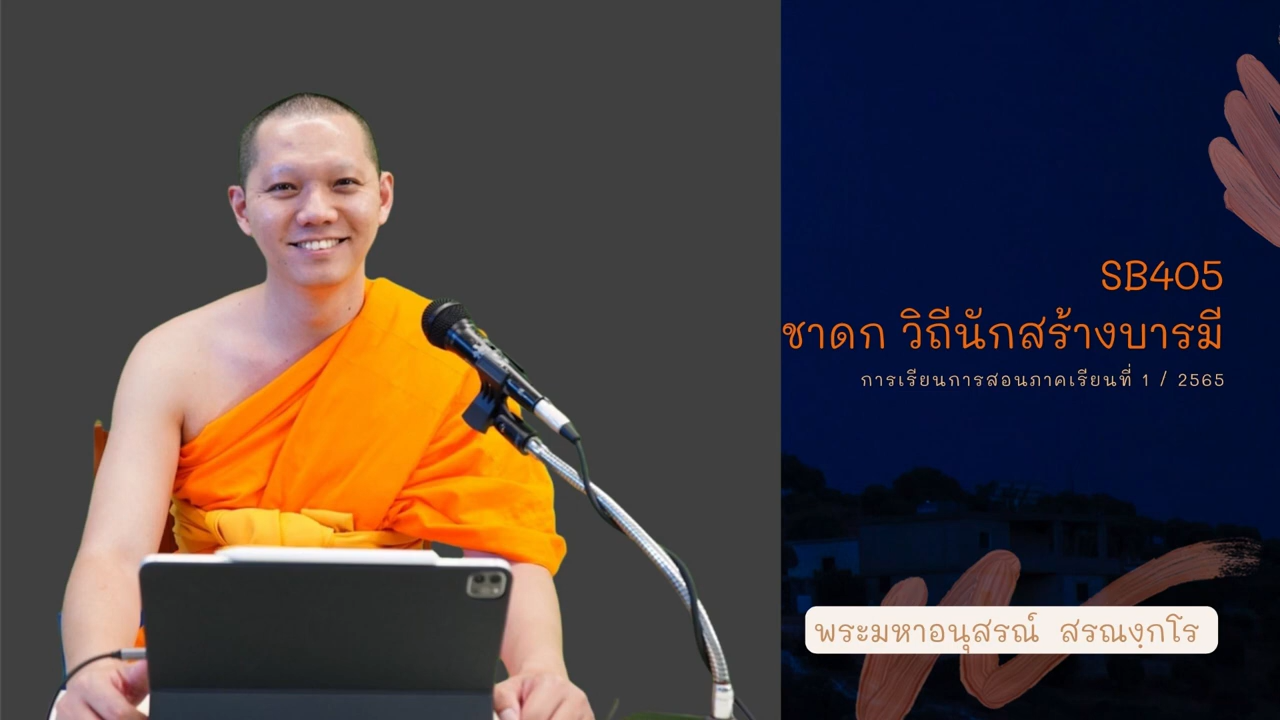 SB405
ชาดก วิถีนักสร้างบารมี
การเรียนการสอนภาคเรียนที่ 1 / 2565
พระมหาอนุสรณ์ สรณงฺกโร